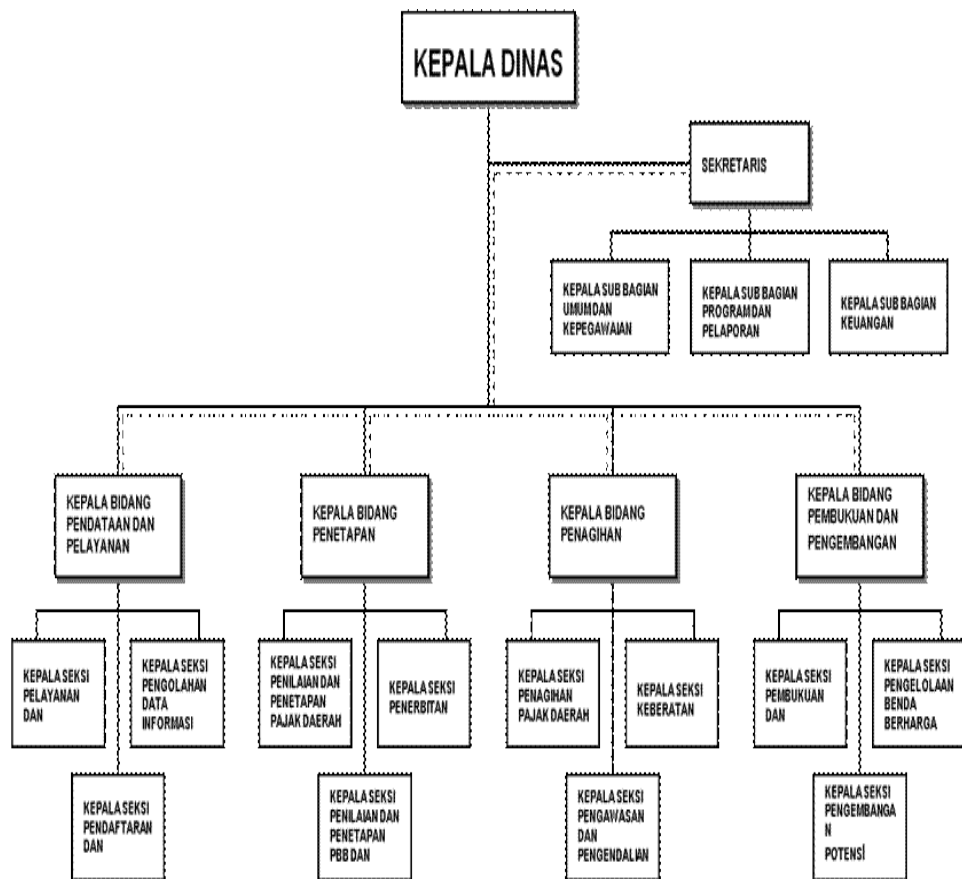 KEPALA DINAS
SEKRETARIS
KEPALA SUB BAGIAN
UMUM DAN
KEPEGAWAIAN
KEPALA SUB BAGIAN
PROGRAM DAN
PELAPORAN
KEPALA SUB BAGIAN
KEUANGAN
KEPALA BIDANG
PENDATAAN DAN
PELAYANAN
KEPALA BIDANG
PENETAPAN
KEPALA BIDANG
PENAGIHAN
KEPALA BIDANG
PEMBUKUAN DAN
PENGEMBANGAN
KEPALA SEKSI
PELAYANAN
DAN
KEPALA SEKSI
PENGOLAHAN
DATA
INFORMASI
KEPALA SEKSI
PENILAIAN DAN
PENETAPAN
PAJAK DAERAH
KEPALA SEKSI
PENERBITAN
KEPALA SEKSI
PENAGIHAN
PAJAK DAERAH
KEPALA SEKSI
KEBERATAN
KEPALA SEKSI
PEMBUKUAN
DAN
KEPALA SEKSI
PENGELOLAAN
BENDA
BERHARGA
KEPALA SEKSI
PENDAFTARAN
DAN
KEPALA SEKSI
PENILAIAN DAN
PENETAPAN
PBB DAN
KEPALA SEKSI
PENGAWASAN
DAN
PENGENDALIAN
KEPALA SEKSI
PENGEMBANGA
N
POTENSI